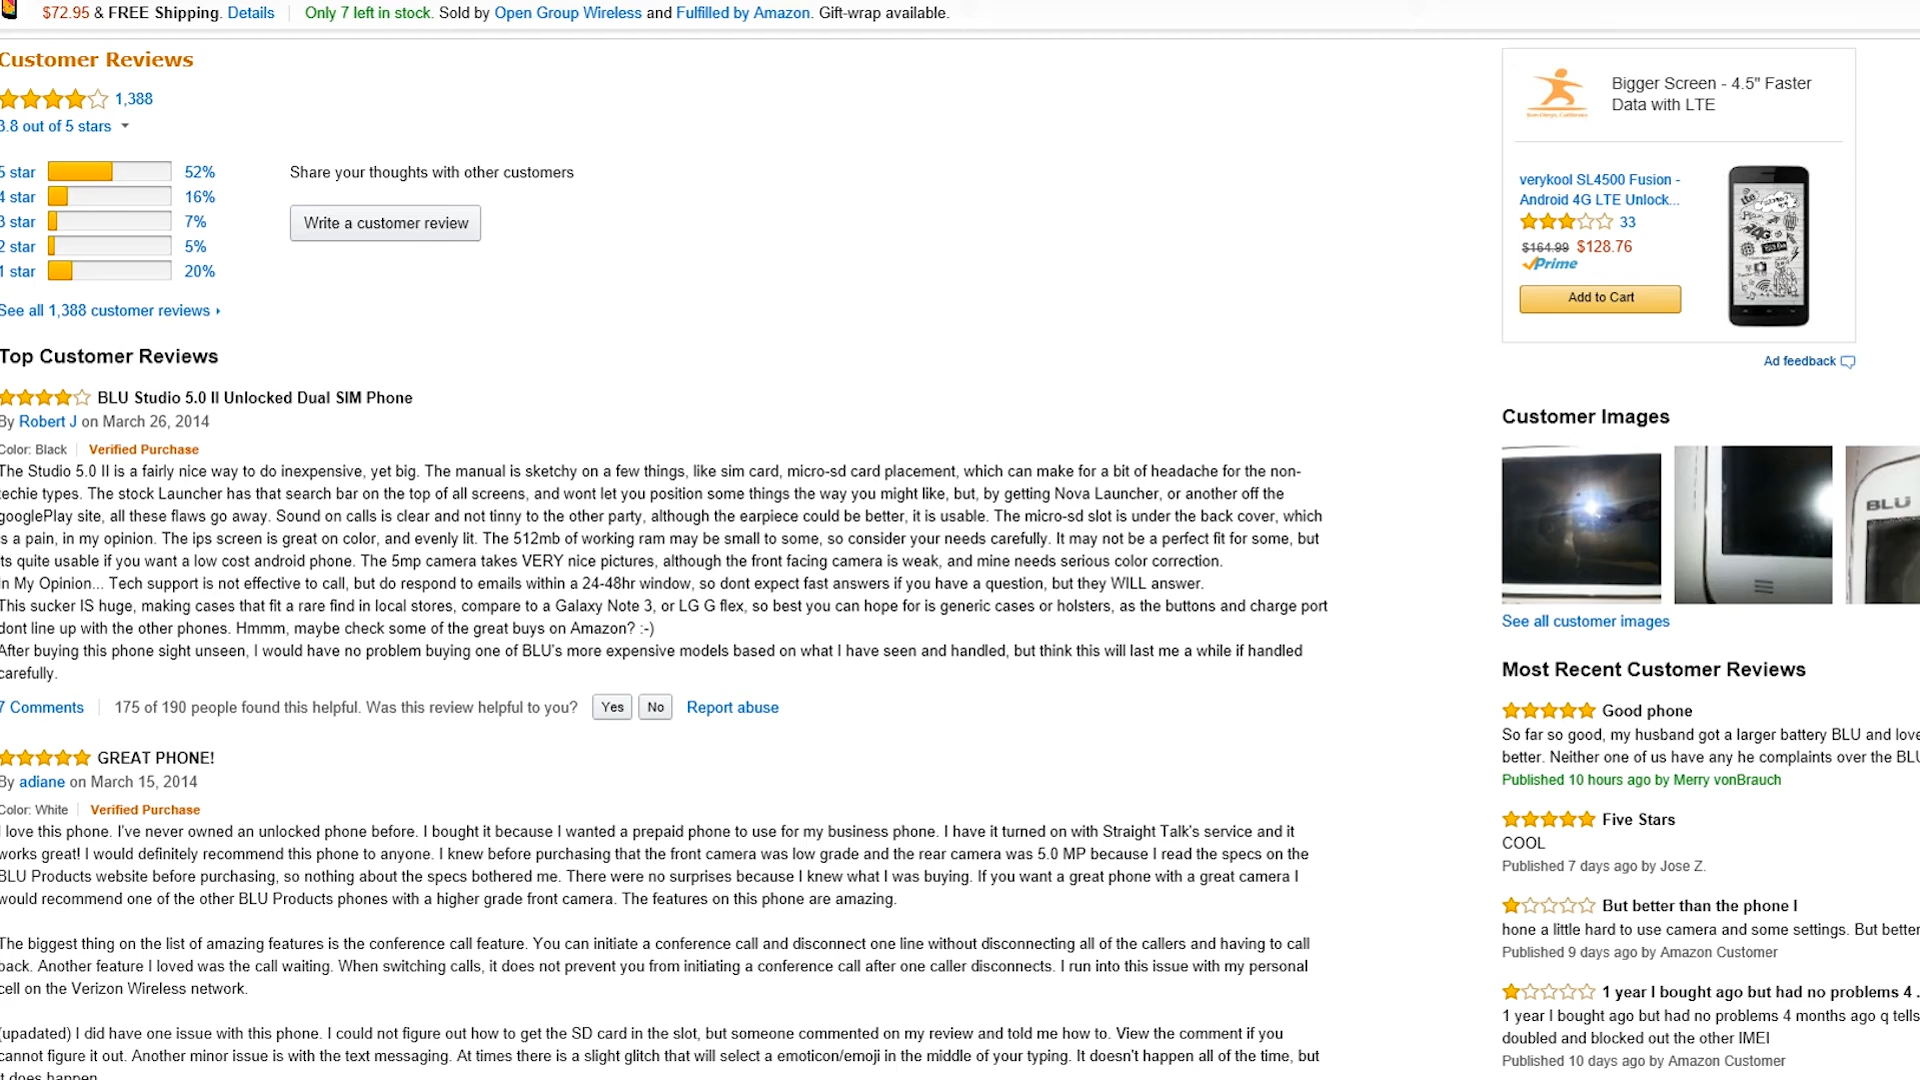 $72.95 & FREE Shipping. Details Only 7 left in stock. Sold by Open Group Wireless and Fulfilled by Amazon. Gift-wrap available.
Customer Reviews
1,388
3.8 out of 5 stars
5 star 52%
4 star 16%
3 star 7%
2 star 5%
1 star 20%
Share your thoughts with other customers
Write a customer review
See all 1,388 customer reviews
Top Customer Reviews
BLU Studio 5.0 II Unlocked Dual SIM Phone
By Robert J on March 26, 2014
Color: Black Verified Purchase
The Studio 5.0 II is a fairly nice way to do inexpensive, yet big. The manual is sketchy on a few things, like sim card, micro-sd card placement, which can make for a bit of headache for the non-
techie types. The stock Launcher has that search bar on the top of all screens, and wont let you position some things the way you might like, but, by getting Nova Launcher, or another off the
googlePlay site, all these flaws go away. Sound on calls is clear and not tinny to the other party, although the earpiece could be better, it is usable. The micro-sd slot is under the back cover, which
is a pain, in my opinion. The ips screen is great on color, and evenly lit. The 512mb of working ram may be small to some, so consider your needs carefully. It may not be a perfect fit for some, but
its quite usable if you want a low cost android phone. The 5mp camera takes VERY nice pictures, although the front facing camera is weak, and mine needs serious color correction.
In My Opinion... Tech support is not effective to call, but do respond to emails within a 24-48hr window, so dont expect fast answers if you have a question, but they WILL answer.
This sucker IS huge, making cases that fit a rare find in local stores, compare to a Galaxy Note 3, or LG G flex, so best you can hope for is generic cases or holsters, as the buttons and charge port
dont line up with the other phones. Hmmm, maybe check some of the great buys on Amazon? :-)
After buying this phone sight unseen, I would have no problem buying one of BLU's more expensive models based on what I have seen and handled, but think this will last me a while if handled
carefully.
7 Comments 175 of 190 people found this helpful. Was this review helpful to you? Yes No Report abuse
GREAT PHONE!
By adiane on March 15, 2014
Color: White Verified Purchase
I love this phone. I've never owned an unlocked phone before. I bought it because I wanted a prepaid phone to use for my business phone. I have it turned on with Straight Talk's service and it
works great! I would definitely recommend this phone to anyone. I knew before purchasing that the front camera was low grade and the rear camera was 5.0 MP because I read the specs on the
BLU Products website before purchasing, so nothing about the specs bothered me. There were no surprises because I knew what I was buying. If you want a great phone with a great camera I
would recommend one of the other BLU Products phones with a higher grade front camera. The features on this phone are amazing.
The biggest thing on the list of amazing features is the conference call feature. You can initiate a conference call and disconnect one line without disconnecting all of the callers and having to call
back. Another feature I loved was the call waiting. When switching calls, it does not prevent you from initiating a conference call after one caller disconnects. I run into this issue with my personal
cell on the Verizon Wireless network.
(upadated) I did have one issue with this phone. I could not figure out how to get the SD card in the slot, but someone commented on my review and told me how to. View the comment if you
cannot figure it out. Another minor issue is with the text messaging. At times there is a slight glitch that will select a emoticon/emoji in the middle of your typing. It doesn't happen all of the time, but
it does happen
Bigger Screen - 4.5" Faster
Data with LTE
verykool SL4500 Fusion -
Android 4G LTE Unlock...
33
$164.99 $128.76
Prime
Add to Cart
Ad feedback
Customer Images
BLU
See all customer images
Most Recent Customer Reviews
Good phone
So far so good, my husband got a larger battery BLU and love
better. Neither one of us have any he complaints over the BLU
Published 10 hours ago by Merry vonBrauch
Five Stars
COOL
Published 7 days ago by Jose Z.
But better than the phone I
hone a little hard to use camera and some settings. But better
Published 9 days ago by Amazon Customer
1 year I bought ago but had no problems 4 .
1 year I bought ago but had no problems 4 months ago q tells
doubled and blocked out the other IMEI
Published 10 days ago by Amazon Customer